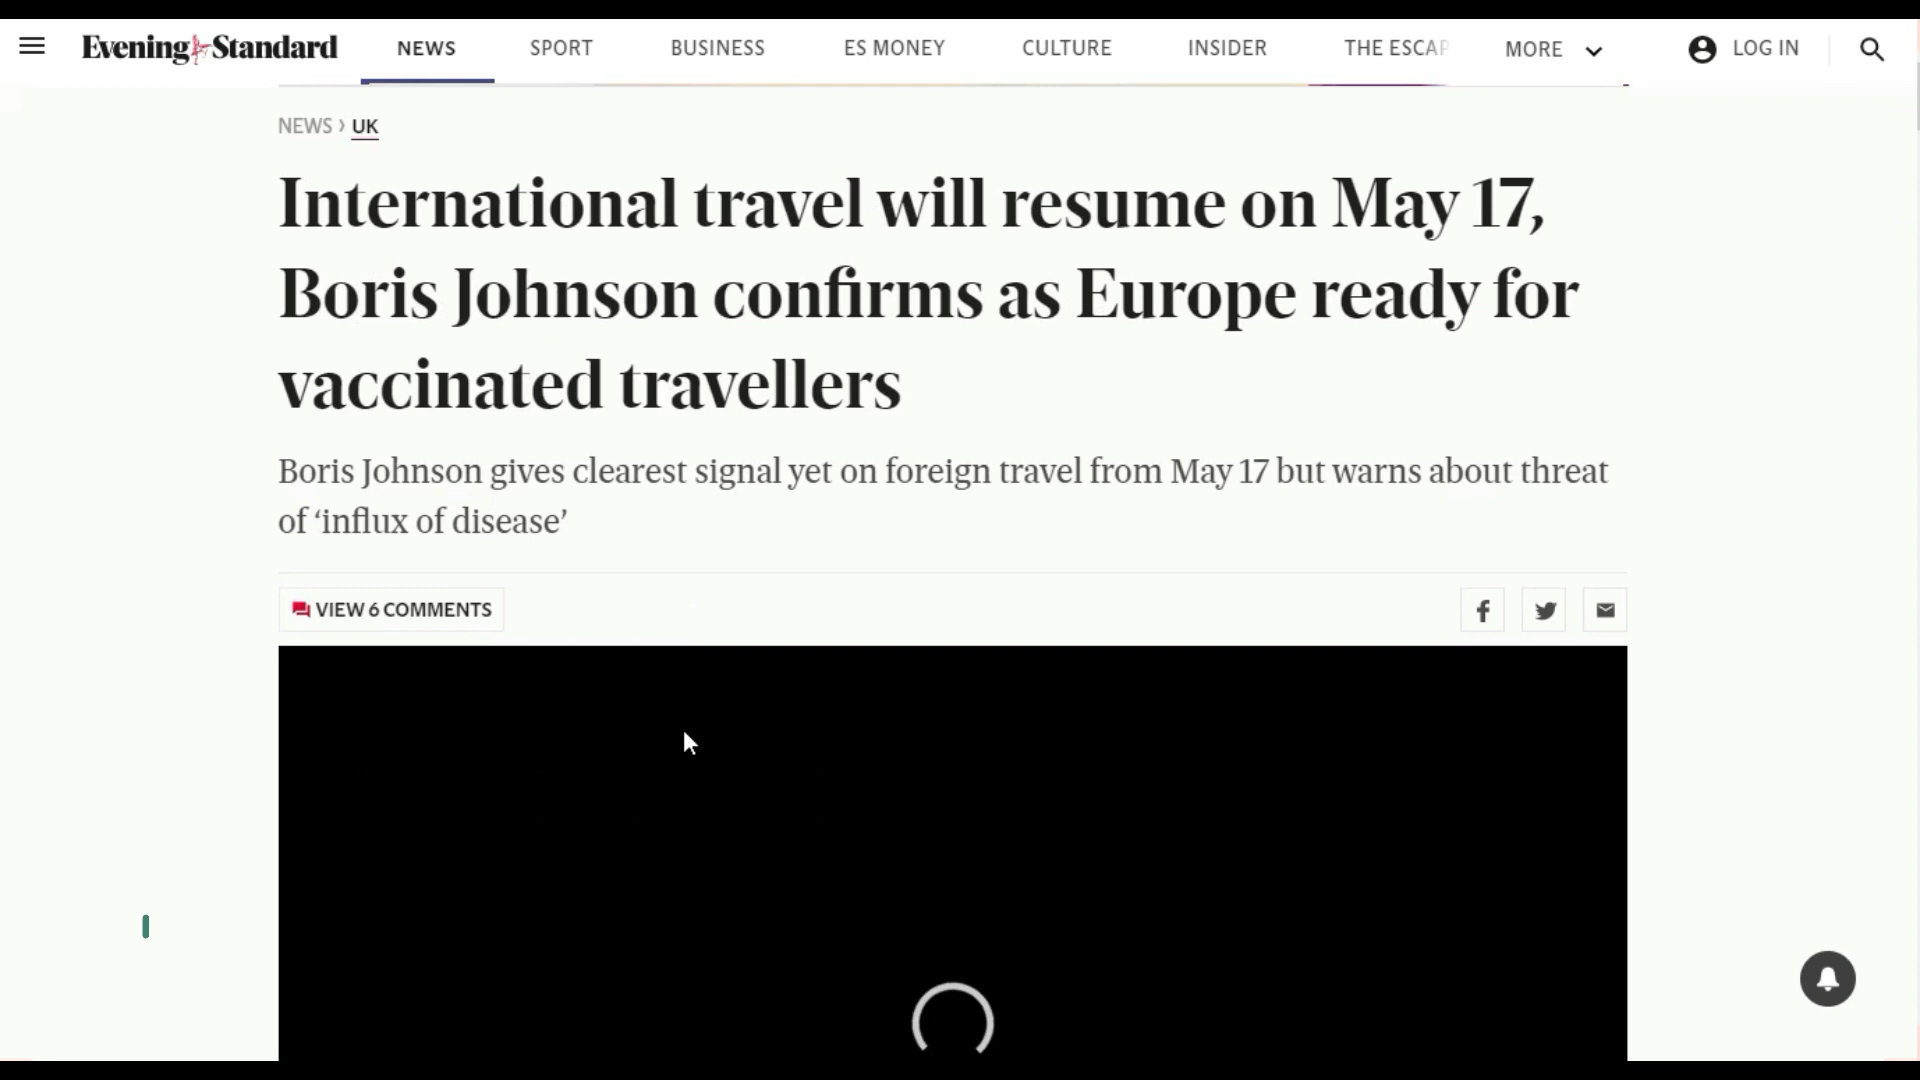 Evening Standard
NEWS
SPORT
BUSINESS
ES MONEY
CULTURE
INSIDER
THE ESCAP
MORE
LOG IN
NEWS › UK
International travel will resume on May 17,
Boris Johnson confirms as Europe ready for
vaccinated travellers
Boris Johnson gives clearest signal yet on foreign travel from May 17 but warns about threat
of ‘influx of disease’
VIEW 6 COMMENTS